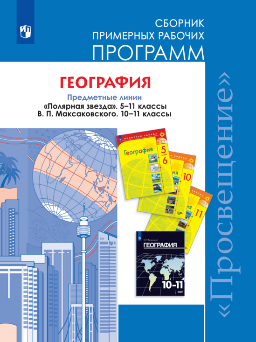 СБОРНИК
ПРИМЕРНЫХ РАБОЧИХ
ПРОГРАММ
ГЕОГРАФИЯ
Предметные линии
«Полярная звезда». 5–11 классы
В. П. Максаковского. 10–11 классы
«Просвещение»
География
5
6
10
11
ГЕОГРАФИЯ
10–11